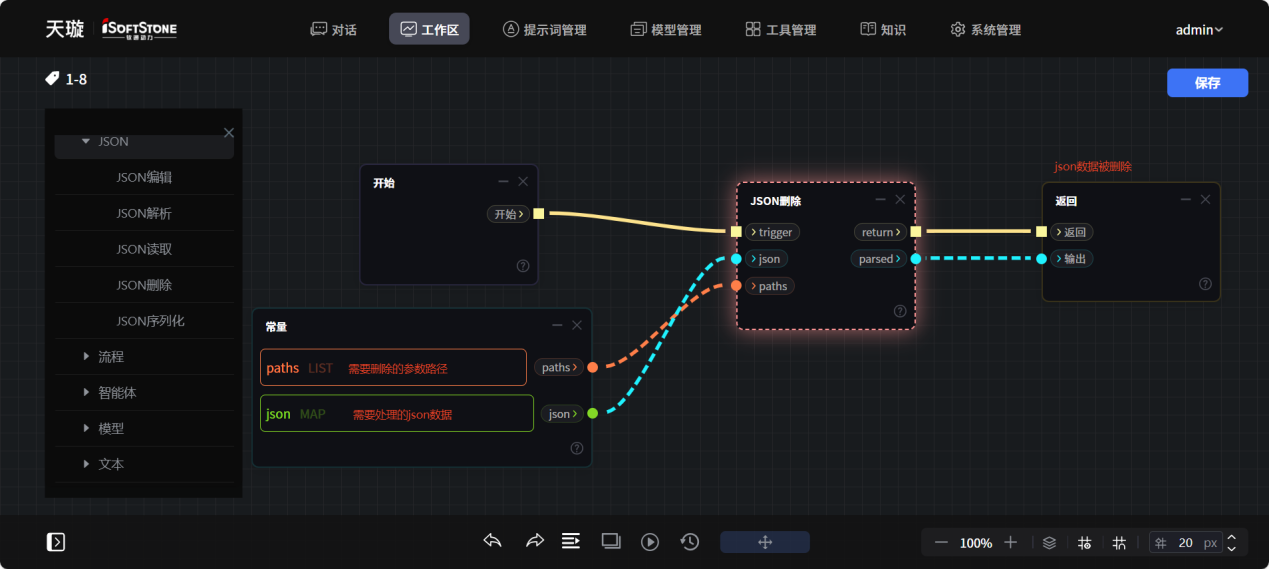 天璇 iSOFTSTONE 软通动力
对话 工作区 提示词管理 模型管理 工具管理 知识 系统管理 admin
1-8 保存
JSON
JSON编辑
JSON解析
JSON读取
JSON删除
JSON序列化
流程
智能体
模型
文本
开始
开始
常量
paths LIST 需要删除的参数路径 paths
json MAP 需要处理的json数据 json
JSON删除
trigger return
json parsed
paths
json数据被删除
返回
返回
输出
100% 20 px